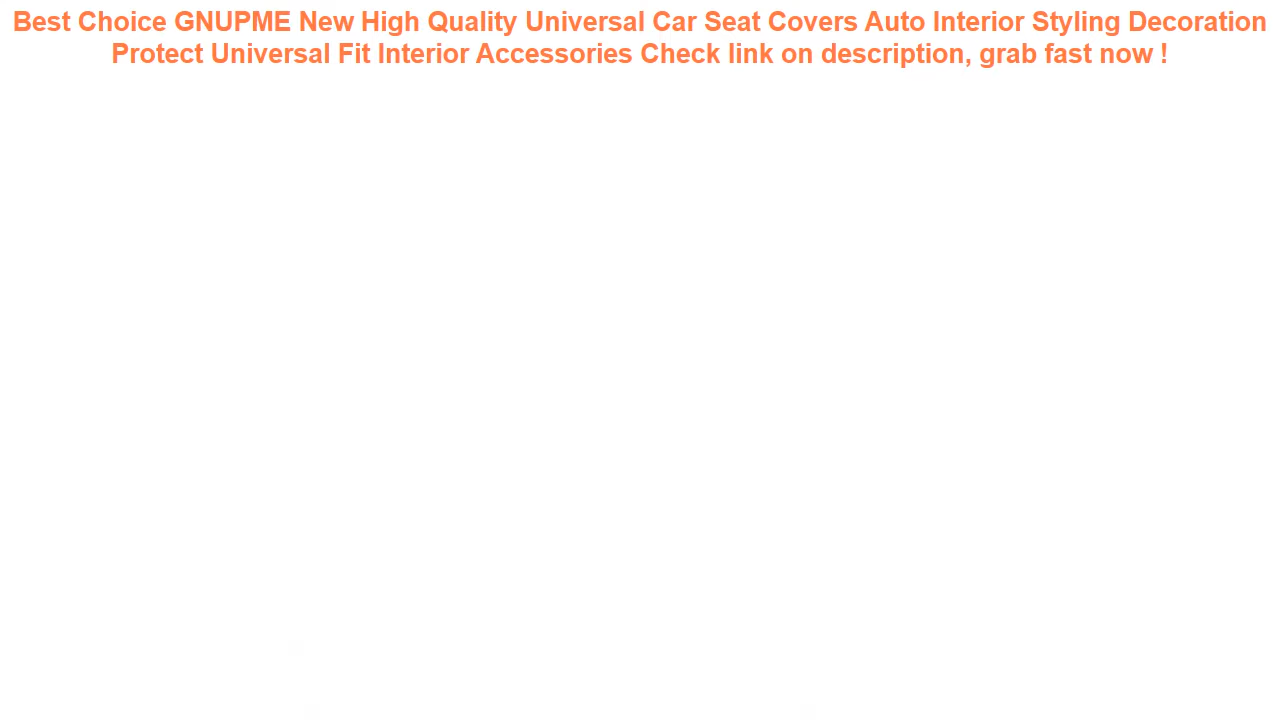 Best Choice GNUPME New High Quality Universal Car Seat Covers Auto Interior Styling Decoration
Protect Universal Fit Interior Accessories Check link on description, grab fast now !